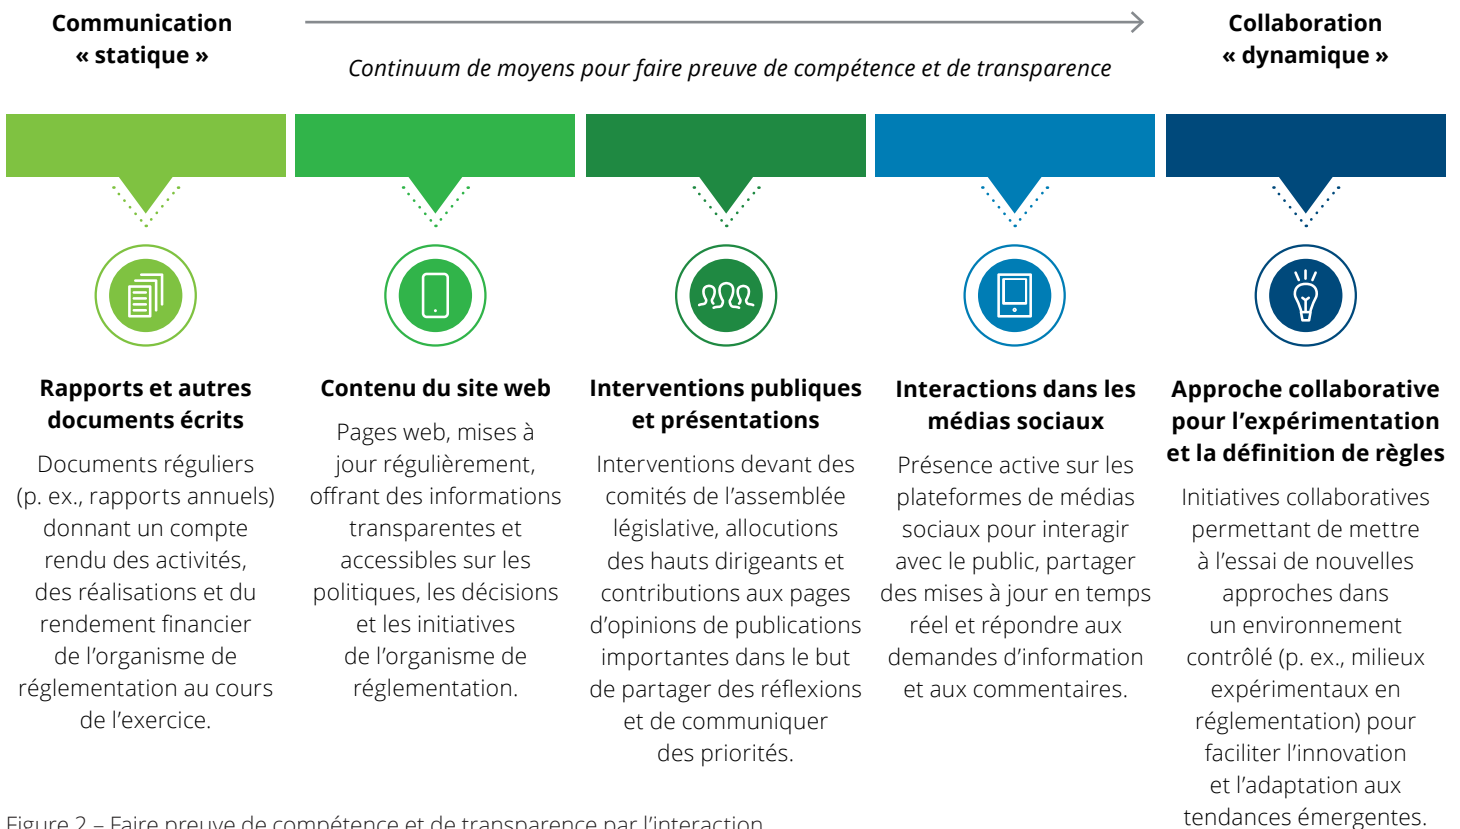 Communication
« statique »
Continuum de moyens pour faire preuve de compétence et de transparence
Collaboration
« dynamique »
Rapports et autres
documents écrits
Documents réguliers
(p. ex., rapports annuels)
donnant un compte
rendu des activités,
des réalisations et du
rendement financier
de l’organisme de
réglementation au cours
de l’exercice.
Contenu du site web
Pages web, mises à
jour régulièrement,
offrant des informations
transparentes et
accessibles sur les
politiques, les décisions
et les initiatives
de l’organisme de
réglementation.
Interventions publiques
et présentations
Interventions devant des
comités de l’assemblée
législative, allocutions
des hauts dirigeants et
contributions aux pages
d’opinions de publications
importantes dans le but
de partager des réflexions
et de communiquer
des priorités.
Interactions dans les
médias sociaux
Présence active sur les
plateformes de médias
sociaux pour interagir
avec le public, partager
des mises à jour en temps
réel et répondre aux
demandes d’information
et aux commentaires.
Approche collaborative
pour l’expérimentation
et la définition de règles
Initiatives collaboratives
permettant de mettre
à l’essai de nouvelles
approches dans
un environnement
contrôlé (p. ex., milieux
expérimentaux en
réglementation) pour
faciliter l’innovation
et l’adaptation aux
tendances émergentes.
Figure 2 – Faire preuve de compétence et de transparence par l’interaction